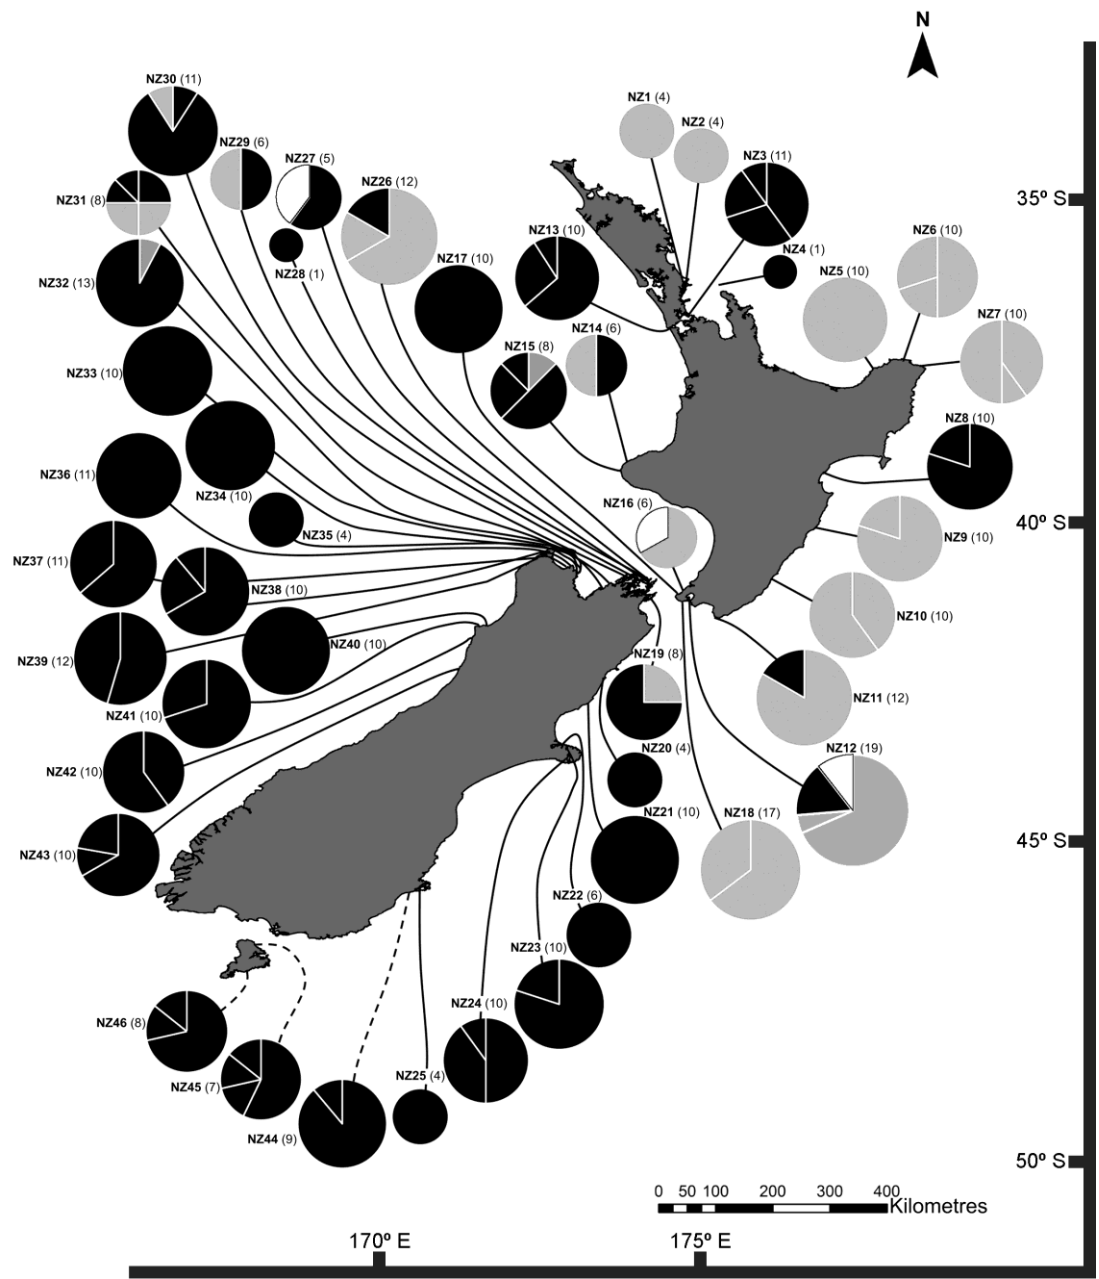 N
NZ30 (11)
NZ1 (4)
NZ2 (4)
NZ29 (6)
NZ27 (5)
NZ3 (11)
NZ26 (12)
NZ31 (8)
35º S
NZ13 (10)
NZ6 (10)
NZ4 (1)
NZ17 (10)
NZ28 (1)
NZ5 (10)
NZ32 (13)
NZ7 (10)
NZ14 (6)
NZ15 (8)
NZ33 (10)
NZ8 (10)
NZ36 (11)
NZ34 (10)
NZ16 (6)
40º S
NZ35 (4)
NZ9 (10)
NZ37 (11)
NZ38 (10)
NZ10 (10)
NZ40 (10)
NZ19 (8)
NZ39 (12)
NZ11 (12)
NZ41 (10)
NZ20 (4)
NZ12 (19)
NZ42 (10)
NZ21 (10)
NZ18 (17)
45º S
NZ43 (10)
NZ22 (6)
NZ23 (10)
NZ24 (10)
NZ46 (8)
NZ25 (4)
NZ45 (7)
NZ44 (9)
50º S
0 50 100 200 300 400
Kilometres
170º E
175º E